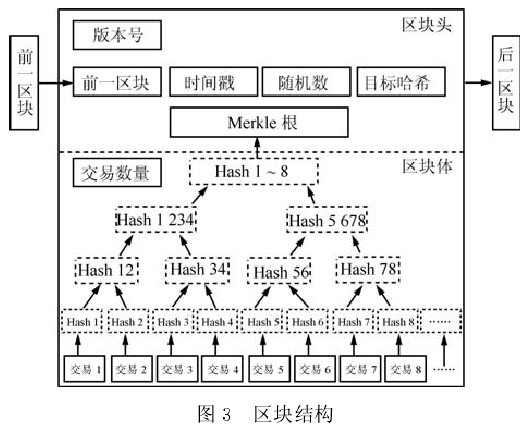 区块头
版本号
前一区块
前一区块 时间戳 随机数 目标哈希
后一区块
Merkle 根
区块体
交易数量
Hash 1 ~ 8
Hash 1 234 Hash 5 678
Hash 12 Hash 34 Hash 56 Hash 78
Hash 1 Hash 2 Hash 3 Hash 4 Hash 5 Hash 6 Hash 7 Hash 8 ……
交易 1 交易 2 交易 3 交易 4 交易 5 交易 6 交易 7 交易 8 ……
图 3 区块结构